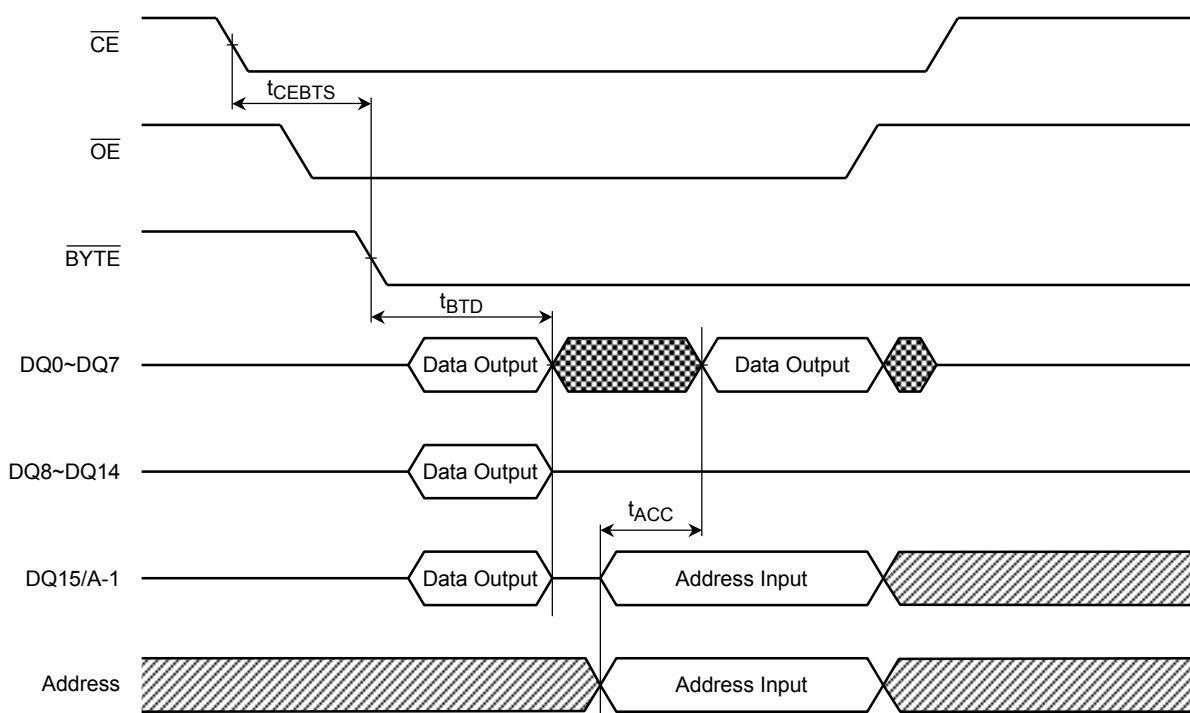 CE
tCEBTS
OE
BYTE
tBTD
DQ0~DQ7 Data Output Data Output
DQ8~DQ14 Data Output
tACC
DQ15/A-1 Data Output Address Input
Address Address Input